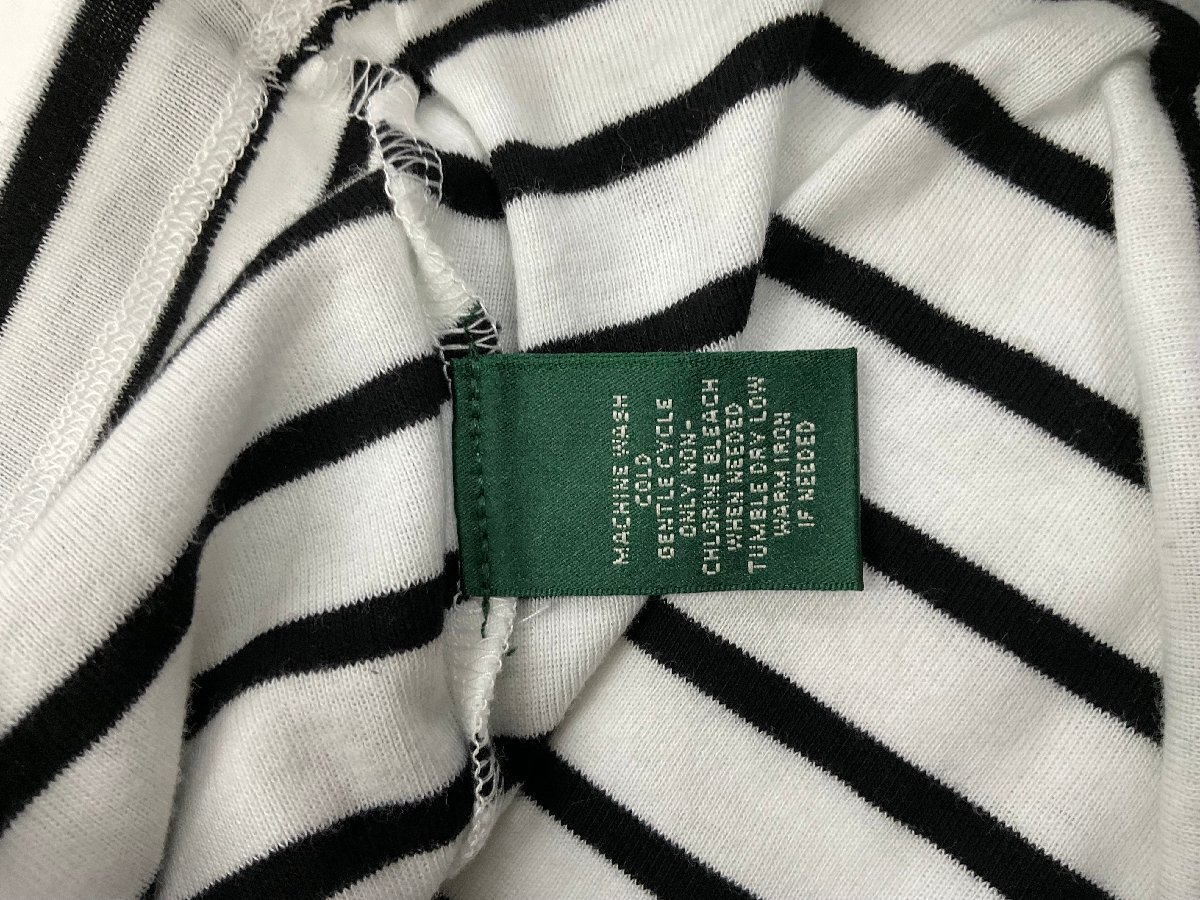 MACHINE WASH
COLD
GENTLE CYCLE
ONLY NON-
CHLORINE BLEACH
WHEN NEEDED
TUMBLE DRY LOW
WARM IRON
IF NEEDED